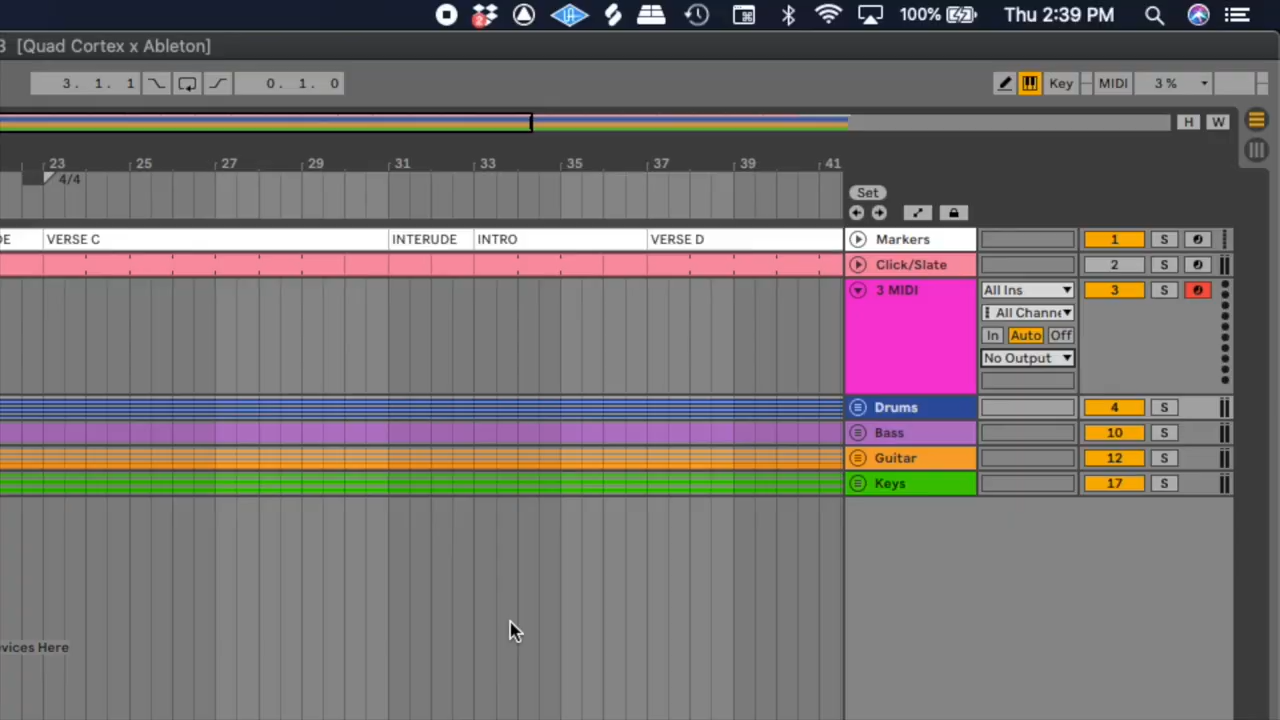 2 100% Thu 2:39 PM
3 [Quad Cortex x Ableton]
3. 1. 1 0. 1. 0 Key MIDI 3 %
H W
23 25 27 29 31 33 35 37 39 41
4/4
Set
DE VERSE C INTERUDE INTRO VERSE D Markers 1 S
Click/Slate 2 S
3 MIDI All Ins 3 S
All Channe
In Auto Off
No Output
Drums 4 S
Bass 10 S
Guitar 12 S
Keys 17 S
evices Here